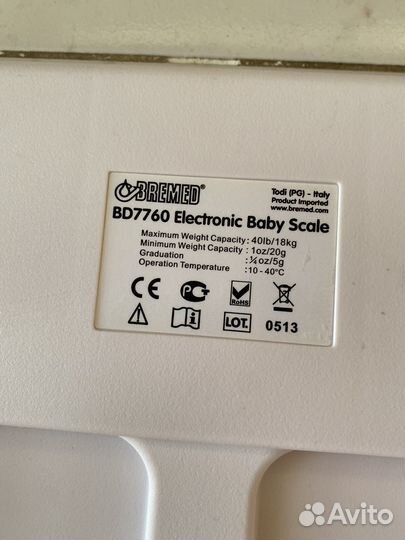 BREMED®
Todi (PG) - Italy
Product Imported
www.bremed.com
BD7760 Electronic Baby Scale
Maximum Weight Capacity : 40lb/18kg
Minimum Weight Capacity : 1oz/20g
Graduation : ¼oz/5g
Operation Temperature : 10 - 40°C
CE
RoHS
LOT. 0513
Avito